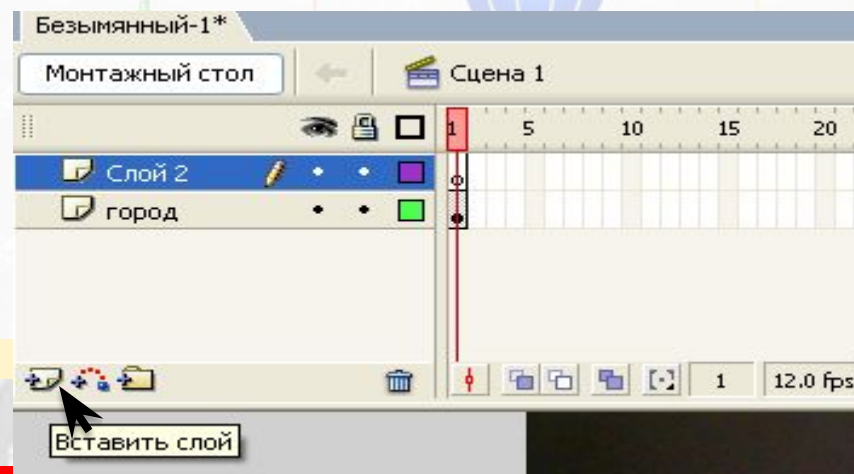 Безымянный-1*
Монтажный стол Сцена 1
1 5 10 15 20
Слой 2
город
1 12.0 fps
Вставить слой